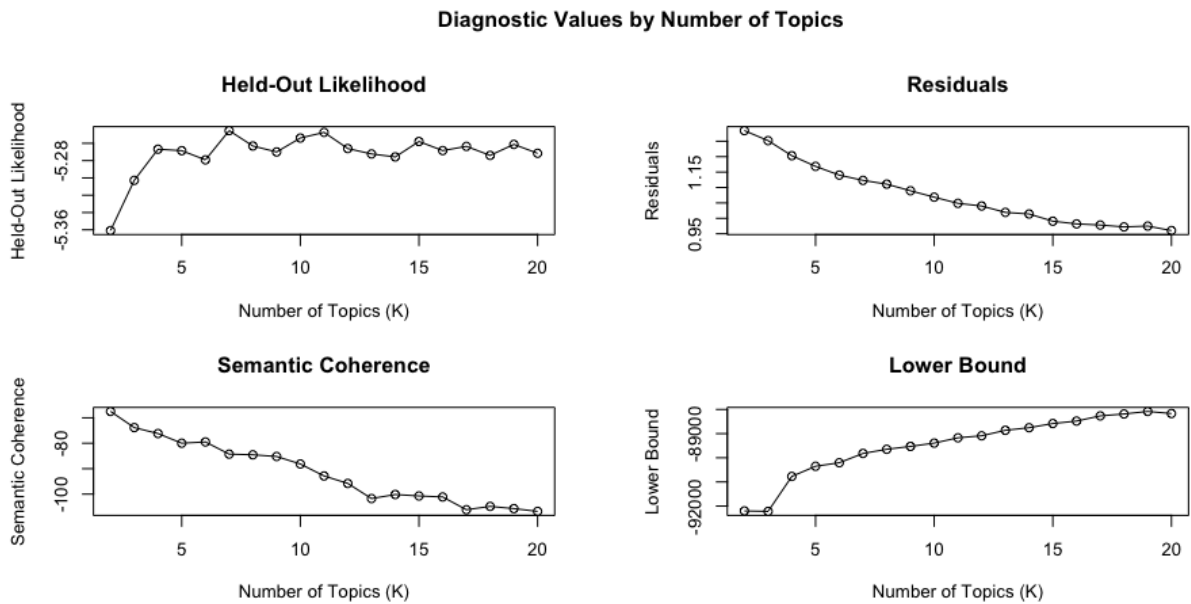 Diagnostic Values by Number of Topics
Held-Out Likelihood
Held-Out Likelihood
-5.28
-5.36
5 10 15 20
Number of Topics (K)
Residuals
Residuals
1.15
0.95
5 10 15 20
Number of Topics (K)
Semantic Coherence
Semantic Coherence
-80
-100
5 10 15 20
Number of Topics (K)
Lower Bound
Lower Bound
-89000
-92000
5 10 15 20
Number of Topics (K)